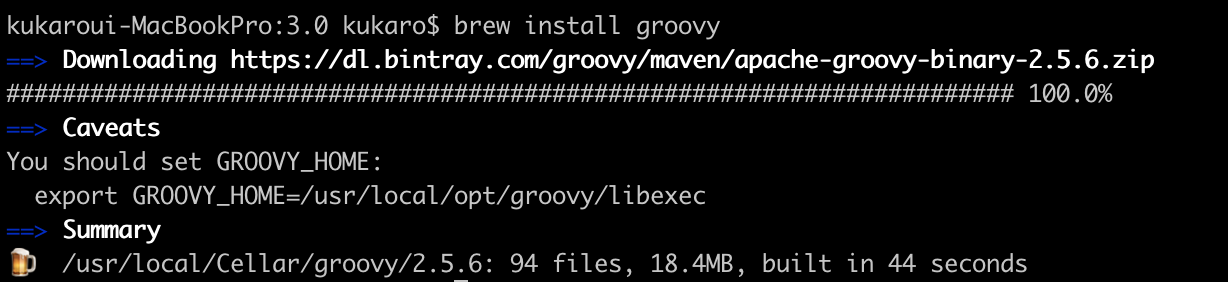 kukaroui-MacBookPro:3.0 kukaro$ brew install groovy
==> Downloading https://dl.bintray.com/groovy/maven/apache-groovy-binary-2.5.6.zip
######################################################################## 100.0%
==> Caveats
You should set GROOVY_HOME:
  export GROOVY_HOME=/usr/local/opt/groovy/libexec
==> Summary
🍺  /usr/local/Cellar/groovy/2.5.6: 94 files, 18.4MB, built in 44 seconds